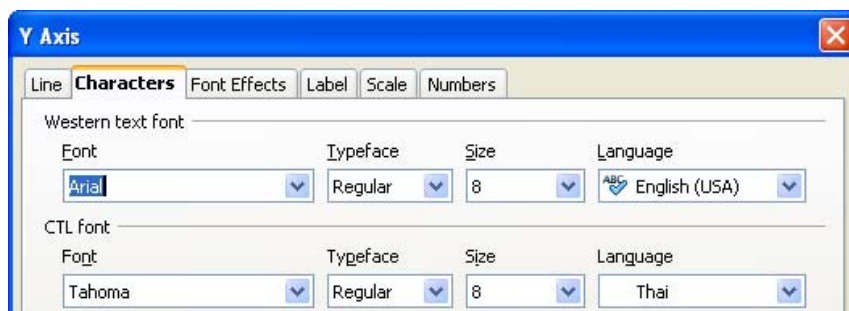 Y Axis
Line Characters Font Effects Label Scale Numbers
Western text font
Font Typeface Size Language
Arial Regular 8 ABC English (USA)
CTL font
Font Typeface Size Language
Tahoma Regular 8 Thai